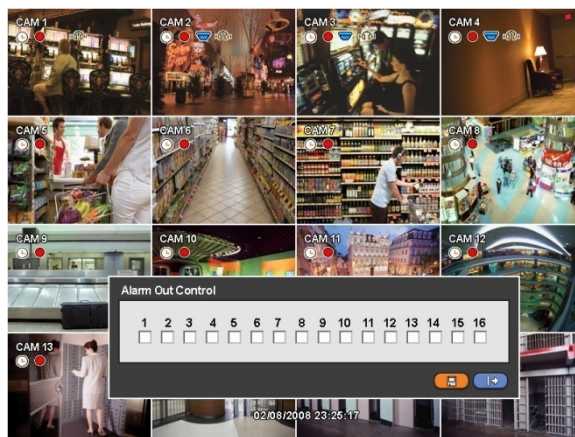 CAM 1 CAM 2 CAM 3 CAM 4
CAM 5 CAM 6 CAM 7 CAM 8
CAM 9 CAM 10 CAM 11 CAM 12
Alarm Out Control
1 2 3 4 5 6 7 8 9 10 11 12 13 14 15 16
CAM 13
02/08/2008 23:25:17